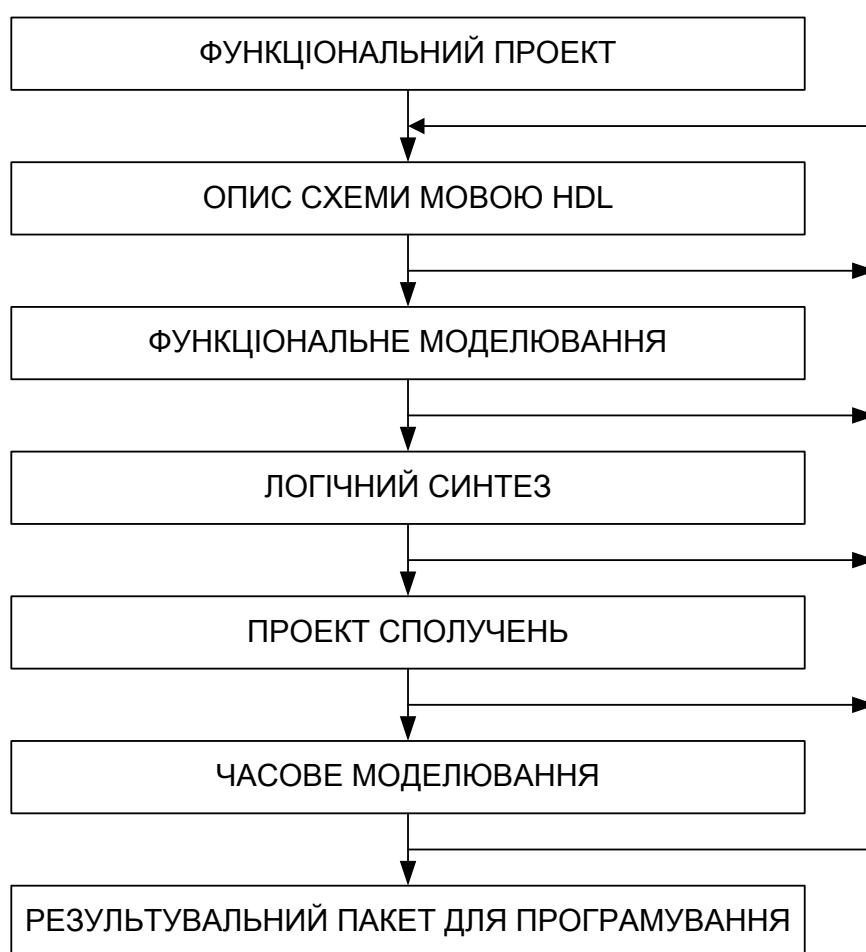 ФУНКЦІОНАЛЬНИЙ ПРОЕКТ
ОПИС СХЕМИ МОВОЮ HDL
ФУНКЦІОНАЛЬНЕ МОДЕЛЮВАННЯ
ЛОГІЧНИЙ СИНТЕЗ
ПРОЕКТ СПОЛУЧЕНЬ
ЧАСОВЕ МОДЕЛЮВАННЯ
РЕЗУЛЬТУВАЛЬНИЙ ПАКЕТ ДЛЯ ПРОГРАМУВАННЯ